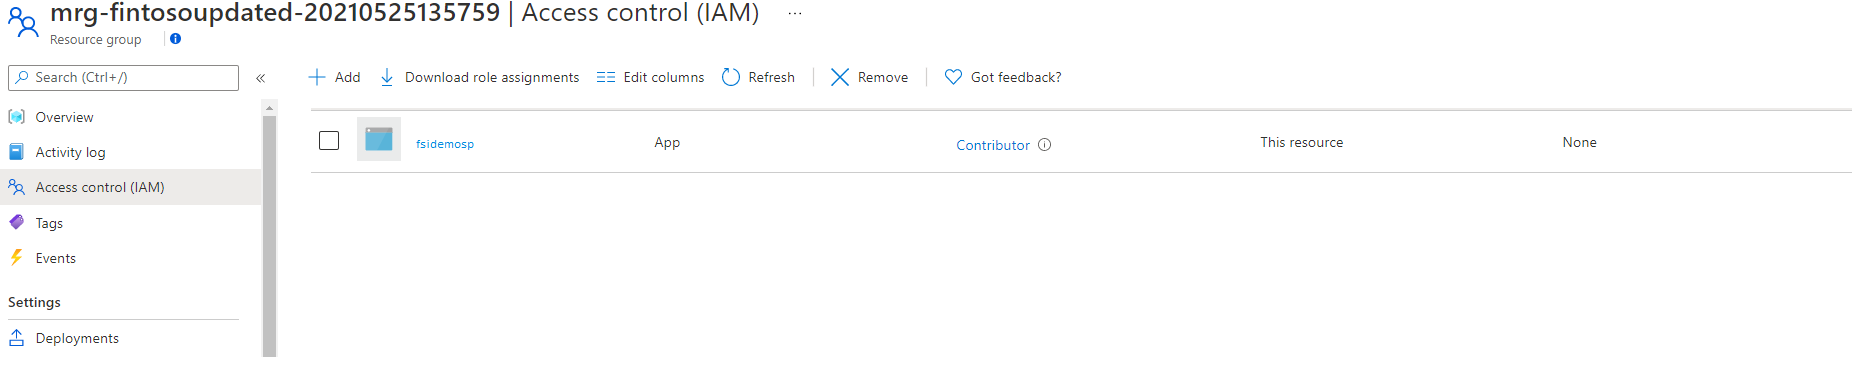 mrg-fintosoupdated-20210525135759 | Access control (IAM) ...
Resource group
Search (Ctrl+/)
«
Add
Download role assignments
Edit columns
Refresh
Remove
Got feedback?
Overview
Activity log
Access control (IAM)
Tags
Events
Settings
Deployments
fsidemosp
App
Contributor
This resource
None